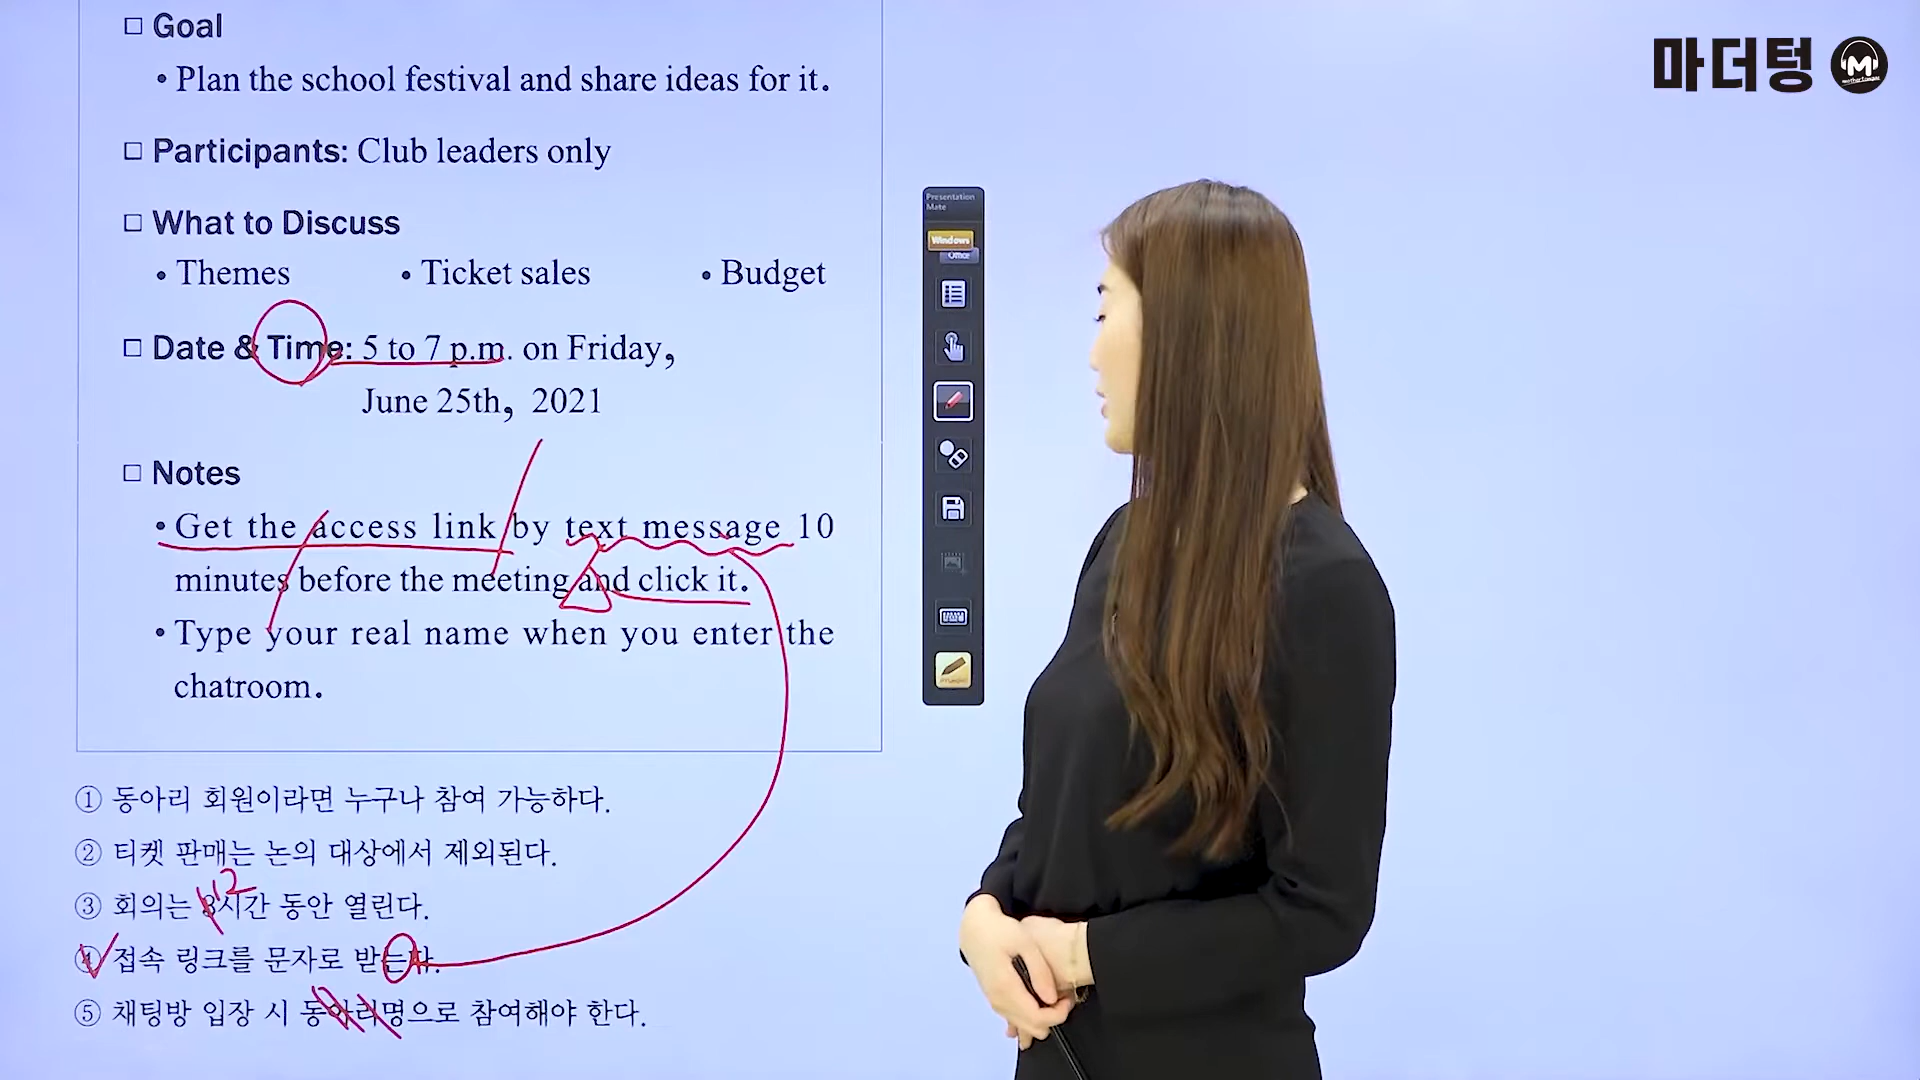 마더텅
M
□ Goal
• Plan the school festival and share ideas for it.
□ Participants: Club leaders only
□ What to Discuss
• Themes • Ticket sales • Budget
□ Date & Time: 5 to 7 p.m. on Friday,
June 25th, 2021
□ Notes
• Get the access link by text message 10
minutes before the meeting and click it.
• Type your real name when you enter the
chatroom.
① 동아리 회원이라면 누구나 참여 가능하다.
② 티켓 판매는 논의 대상에서 제외된다.
2
③ 회의는 3시간 동안 열린다.
④ 접속 링크를 문자로 받는다.
⑤ 채팅방 입장 시 동아리명으로 참여해야 한다.
Presentation
Mate
Windows
Office